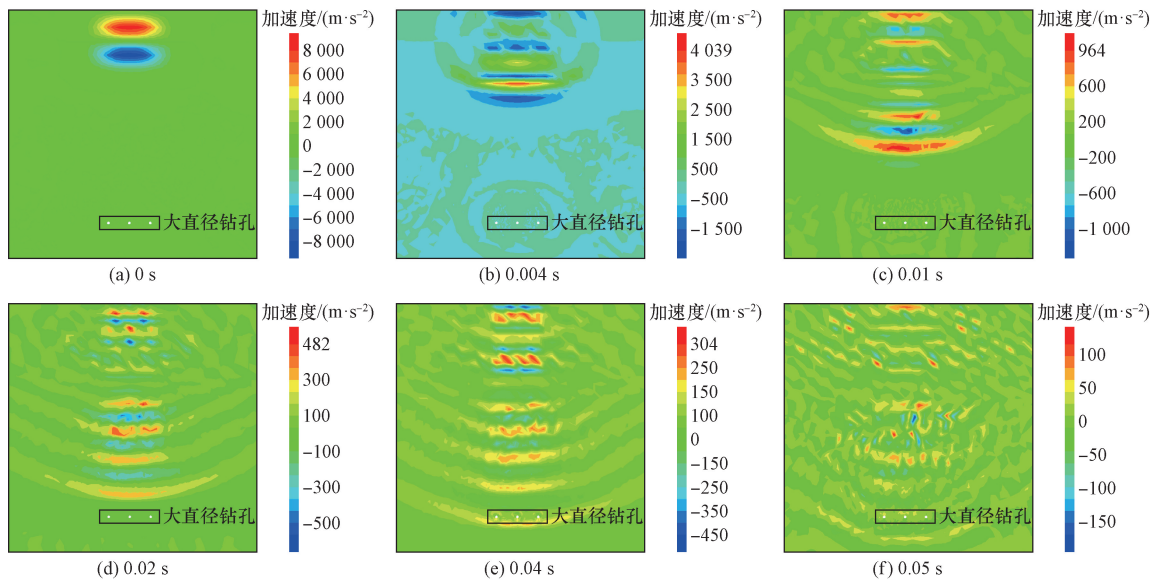 加速度/(m·s−2)
8 000
6 000
4 000
2 000
0
−2 000
−4 000
−6 000
−8 000
大直径钻孔
(a) 0 s
加速度/(m·s−2)
4 039
3 500
2 500
1 500
500
−500
−1 500
大直径钻孔
(b) 0.004 s
加速度/(m·s−2)
964
600
200
−200
−600
−1 000
大直径钻孔
(c) 0.01 s
加速度/(m·s−2)
482
300
100
−100
−300
−500
大直径钻孔
(d) 0.02 s
加速度/(m·s−2)
304
250
150
100
0
−150
−250
−350
−450
大直径钻孔
(e) 0.04 s
加速度/(m·s−2)
100
50
0
−50
−100
−150
大直径钻孔
(f) 0.05 s